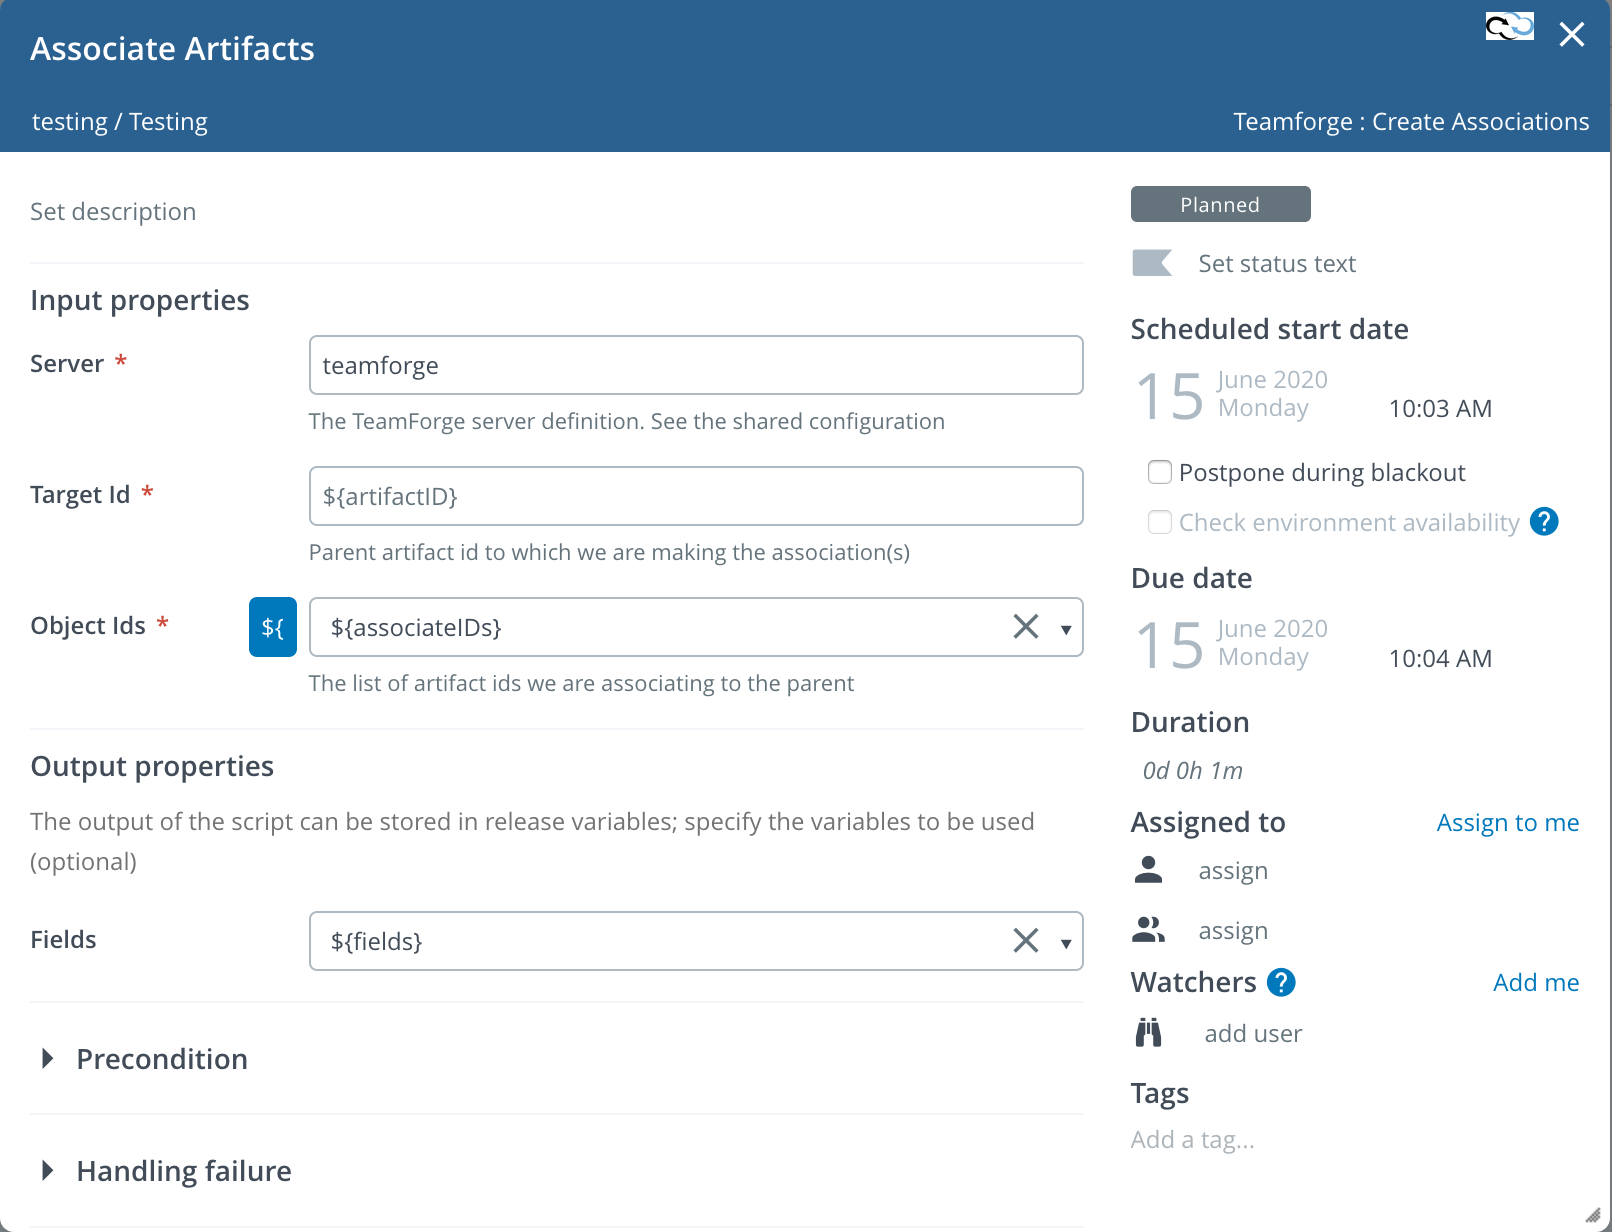 Associate Artifacts
testing / Testing
Teamforge : Create Associations
Set description
Input properties
Server *
teamforge
The TeamForge server definition. See the shared configuration
Target Id *
${artifactID}
Parent artifact id to which we are making the association(s)
Object Ids *
${
${associateIDs}
The list of artifact ids we are associating to the parent
Output properties
The output of the script can be stored in release variables; specify the variables to be used
(optional)
Fields
${fields}
Precondition
Handling failure
Planned
Set status text
Scheduled start date
15
June 2020
Monday
10:03 AM
Postpone during blackout
Check environment availability ?
Due date
15
June 2020
Monday
10:04 AM
Duration
0d 0h 1m
Assigned to
Assign to me
assign
assign
Watchers ?
Add me
add user
Tags
Add a tag...